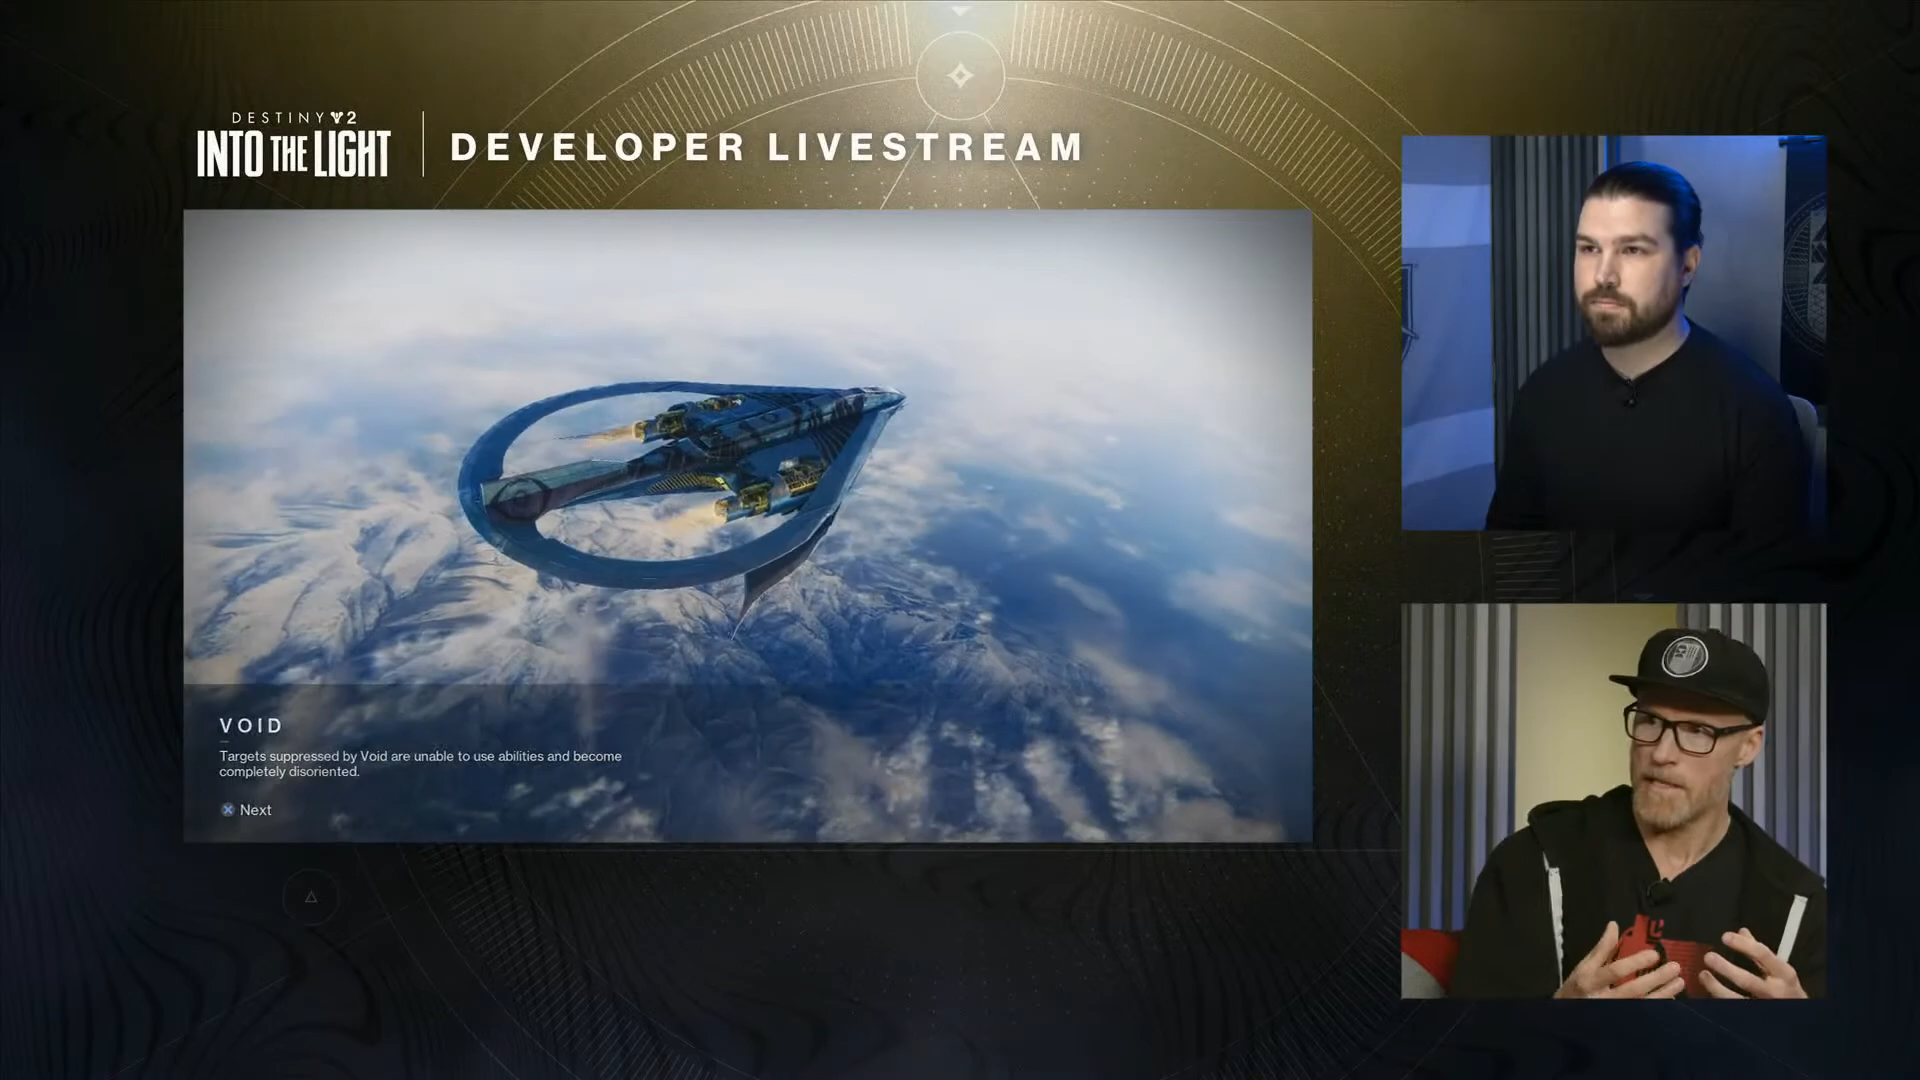 DESTINY 2
INTO THE LIGHT
DEVELOPER LIVESTREAM
VOID
Targets suppressed by Void are unable to use abilities and become
completely disoriented.
Next